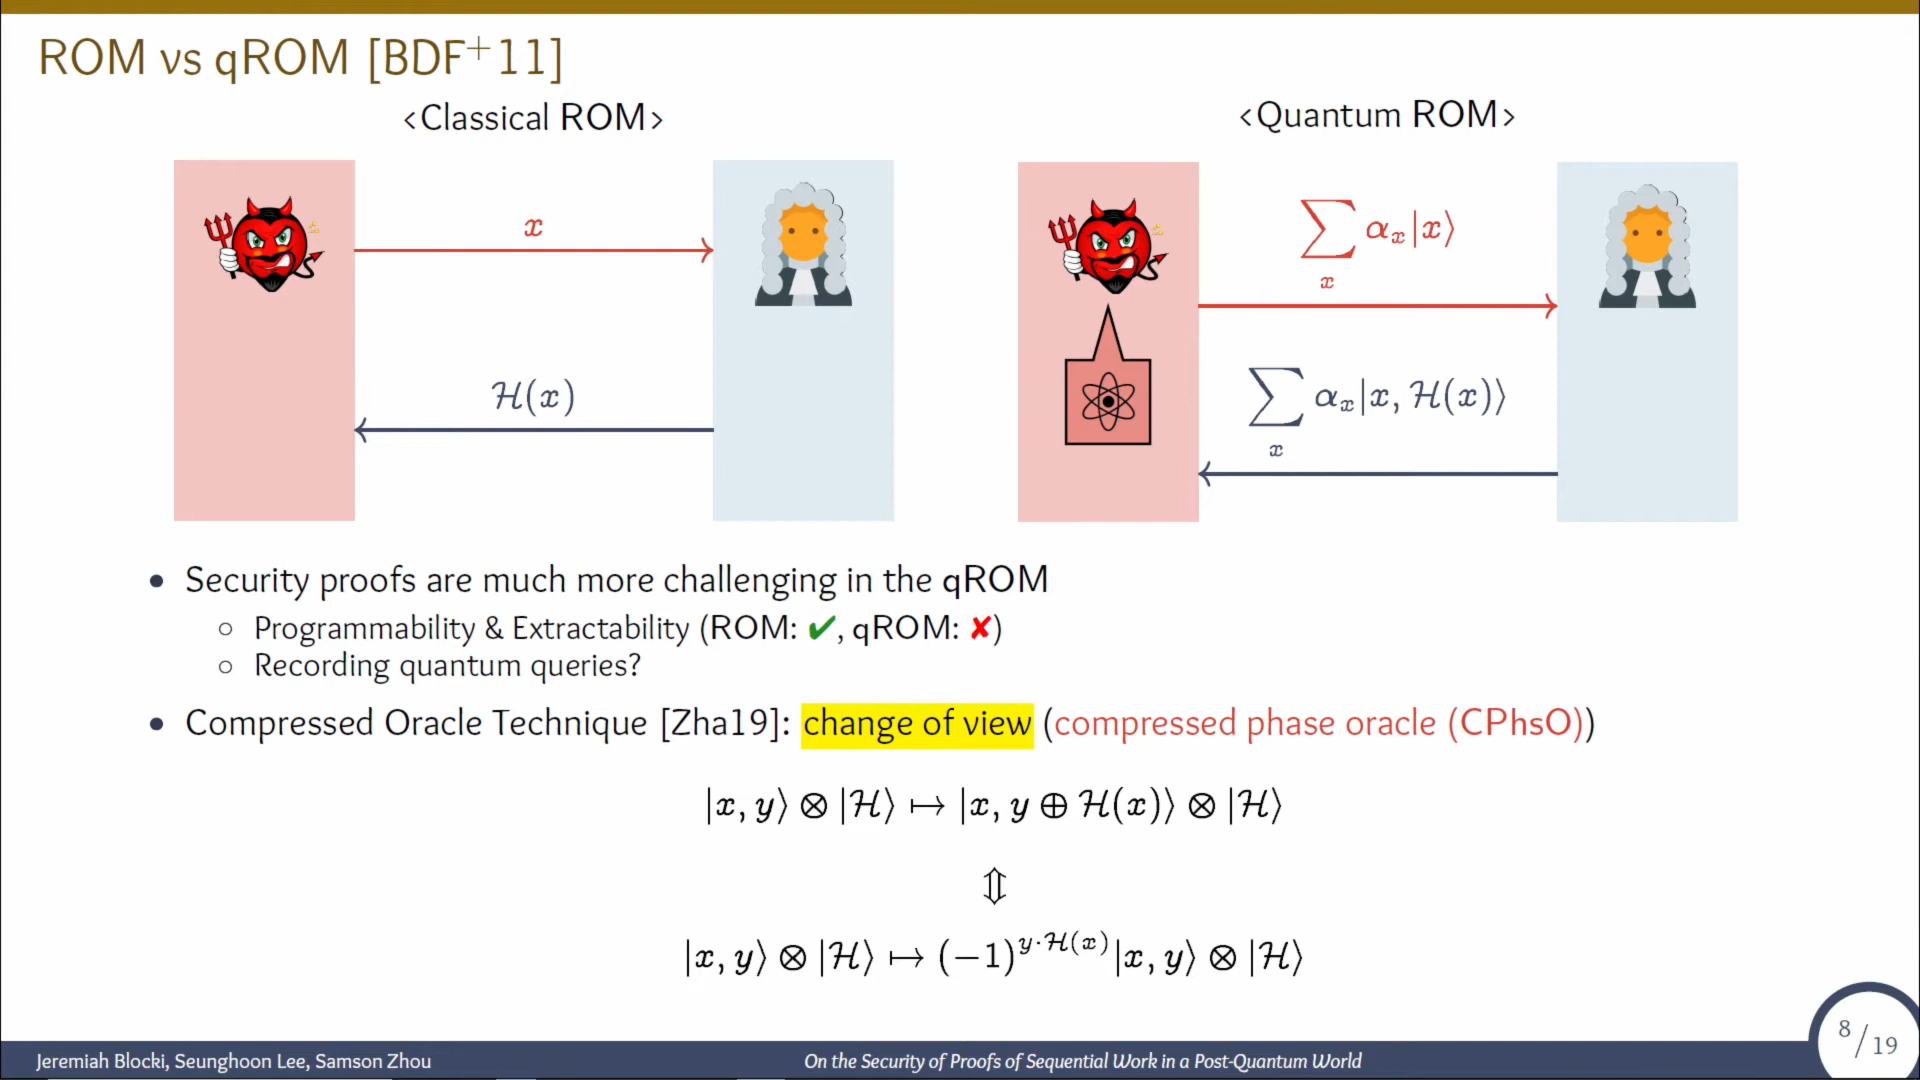 ROM vs qROM [BDF⁺11]
<Classical ROM>
<Quantum ROM>
x
H(x)
∑ₓ αₓ|x⟩
∑ₓ αₓ|x, H(x)⟩
• Security proofs are much more challenging in the qROM
○ Programmability & Extractability (ROM: ✔, qROM: ✘)
○ Recording quantum queries?
• Compressed Oracle Technique [Zha19]: change of view (compressed phase oracle (CPhsO))
|x, y⟩ ⊗ |H⟩ ↦ |x, y ⊕ H(x)⟩ ⊗ |H⟩
⇕
|x, y⟩ ⊗ |H⟩ ↦ (−1)^{y·H(x)}|x, y⟩ ⊗ |H⟩
Jeremiah Blocki, Seunghoon Lee, Samson Zhou
On the Security of Proofs of Sequential Work in a Post-Quantum World
8/19